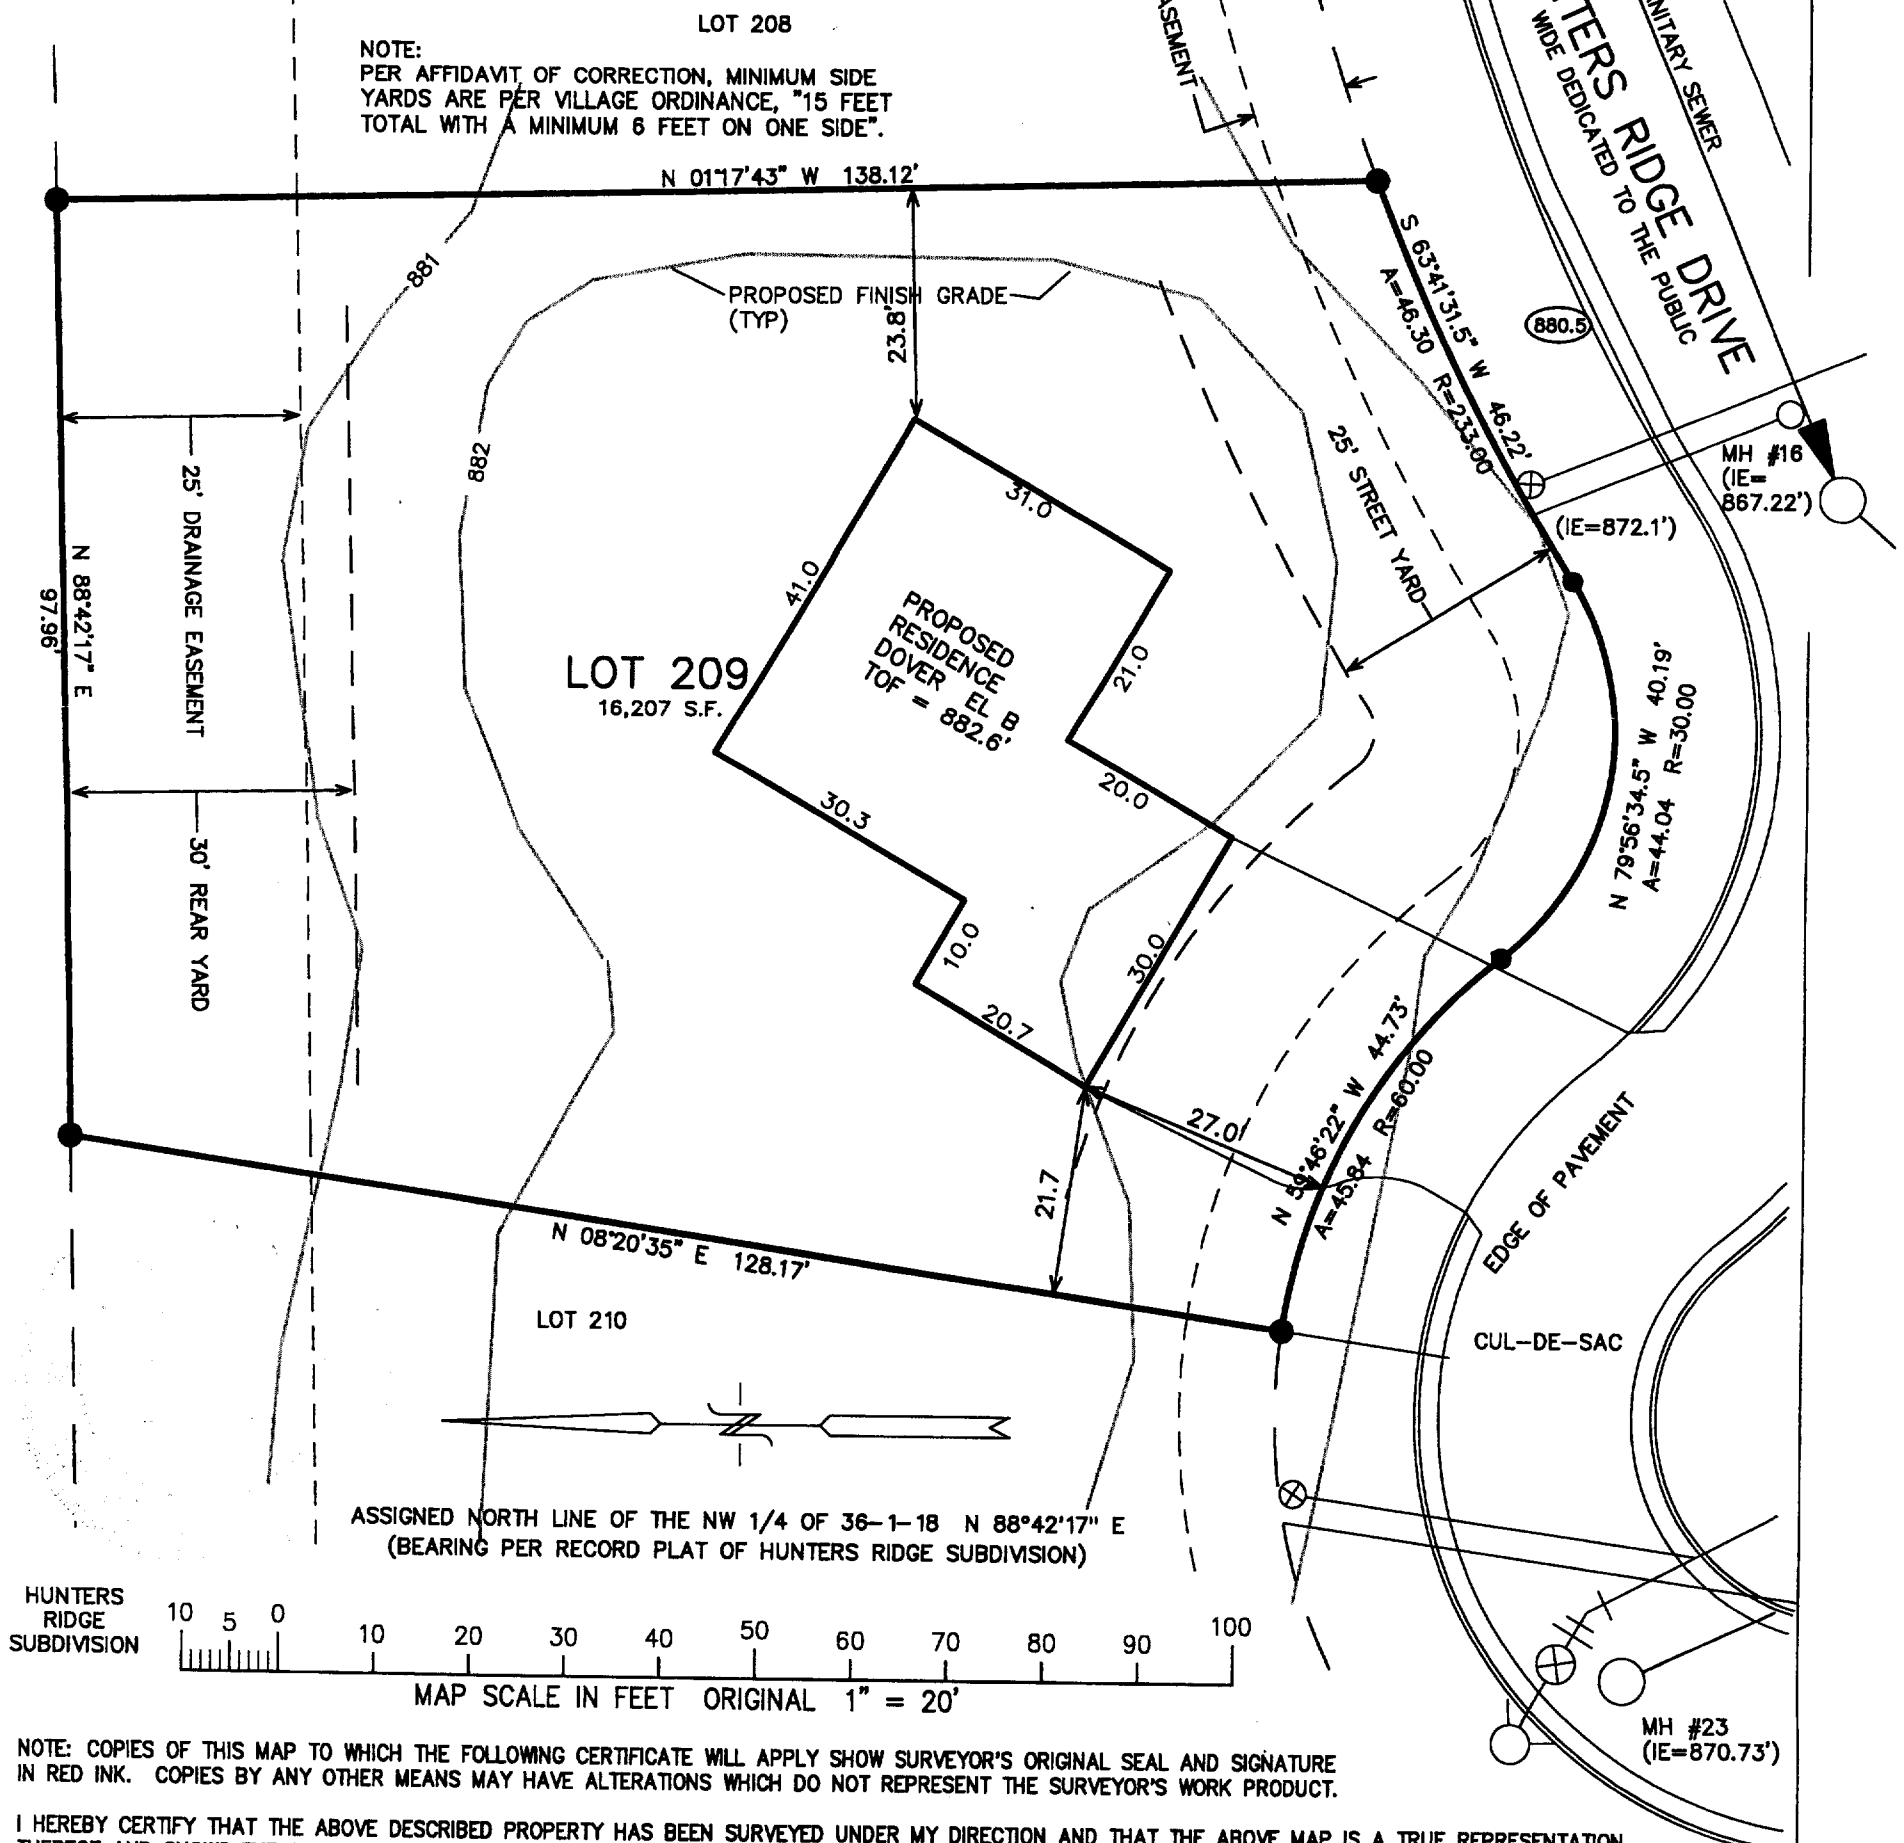 LOT 208
NOTE:
PER AFFIDAVIT OF CORRECTION, MINIMUM SIDE
YARDS ARE PER VILLAGE ORDINANCE, "15 FEET
TOTAL WITH A MINIMUM 6 FEET ON ONE SIDE".
RIDGE DRIVE
WIDE DEDICATED TO THE PUBLIC
SEWER
N 01°17'43" W 138.12'
S 63°41'31.5" W 46.22'
A=46.30 R=233.00
880.5
881
PROPOSED FINISH GRADE
(TYP)
23.8'
882
MH #16
(IE=
867.22')
(IE=872.1')
25' STREET YARD
25' DRAINAGE EASEMENT
31.0
41.0
N 88°42'17" E
97.96'
PROPOSED
RESIDENCE
DOVER EL B
TOF = 882.6'
LOT 209
16,207 S.F.
21.0
N 79°56'34.5" W 40.19'
A=44.04 R=30.00
20.0
30.3
30' REAR YARD
10.0
30.0
20.7
27.0'
N 59°46'22" W 44.73'
A=45.84 R=60.00
21.7
EDGE OF PAVEMENT
N 08°20'35" E 128.17'
LOT 210
CUL-DE-SAC
ASSIGNED NORTH LINE OF THE NW 1/4 OF 36-1-18 N 88°42'17" E
(BEARING PER RECORD PLAT OF HUNTERS RIDGE SUBDIVISION)
HUNTERS
RIDGE
SUBDIVISION
10 5 0 10 20 30 40 50 60 70 80 90 100
MAP SCALE IN FEET ORIGINAL 1" = 20'
MH #23
(IE=870.73')
NOTE: COPIES OF THIS MAP TO WHICH THE FOLLOWING CERTIFICATE WILL APPLY SHOW SURVEYOR'S ORIGINAL SEAL AND SIGNATURE
IN RED INK. COPIES BY ANY OTHER MEANS MAY HAVE ALTERATIONS WHICH DO NOT REPRESENT THE SURVEYOR'S WORK PRODUCT.
I HEREBY CERTIFY THAT THE ABOVE DESCRIBED PROPERTY HAS BEEN SURVEYED UNDER MY DIRECTION AND THAT THE ABOVE MAP IS A TRUE REPRESENTATION